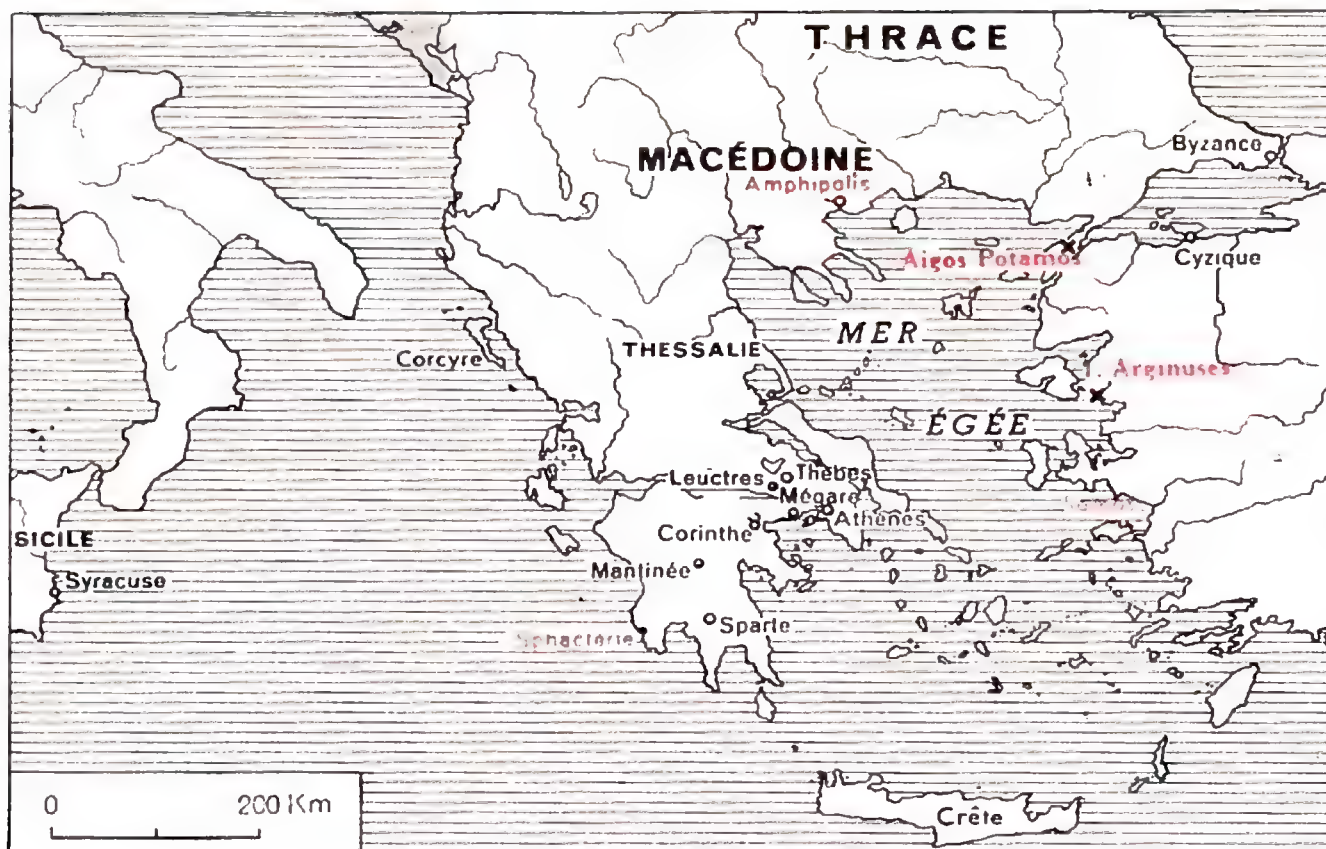 THRACE
Byzance
MACÉDOINE
Amphipolis
Aigos Potamos
Cyzique
MER
Corcyre
THESSALIE
I. Arginuses
ÉGÉE
Leuctres
Thèbes
Mégare
Athènes
Corinthe
SICILE
Mantinée
Syracuse
Sparte
Sphactérie
0 200 Km
Crête